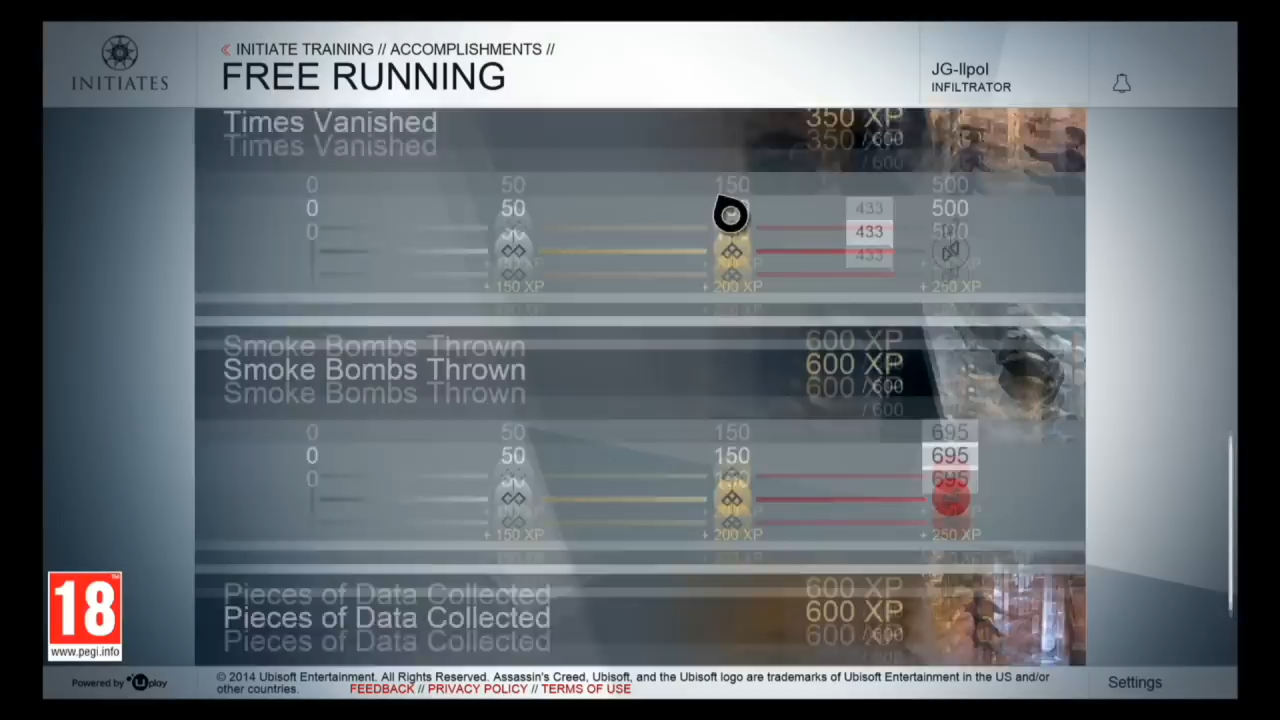 INITIATES
< INITIATE TRAINING // ACCOMPLISHMENTS //
FREE RUNNING
JG-llpol
INFILTRATOR
Times Vanished
350 XP
/600
0 50 150 433 500
+ 150 XP + 200 XP + 250 XP
Smoke Bombs Thrown
600 XP
/600
0 50 150 695
+ 150 XP + 200 XP + 250 XP
Pieces of Data Collected
600 XP
/600
18
www.pegi.info
Powered by Uplay
© 2014 Ubisoft Entertainment. All Rights Reserved. Assassin's Creed, Ubisoft, and the Ubisoft logo are trademarks of Ubisoft Entertainment in the US and/or
other countries. FEEDBACK // PRIVACY POLICY // TERMS OF USE
Settings